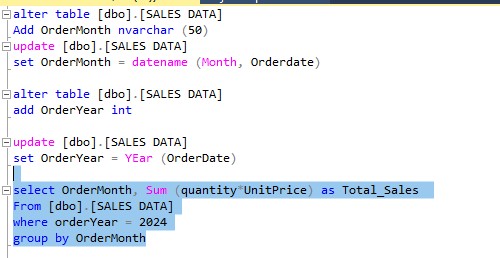 alter table [dbo].[SALES DATA]
Add OrderMonth nvarchar (50)
update [dbo].[SALES DATA]
set OrderMonth = datename (Month, Orderdate)
alter table [dbo].[SALES DATA]
add OrderYear int
update [dbo].[SALES DATA]
set OrderYear = YEar (OrderDate)
select OrderMonth, Sum (quantity*UnitPrice) as Total_Sales
From [dbo].[SALES DATA]
where orderYear = 2024
group by OrderMonth